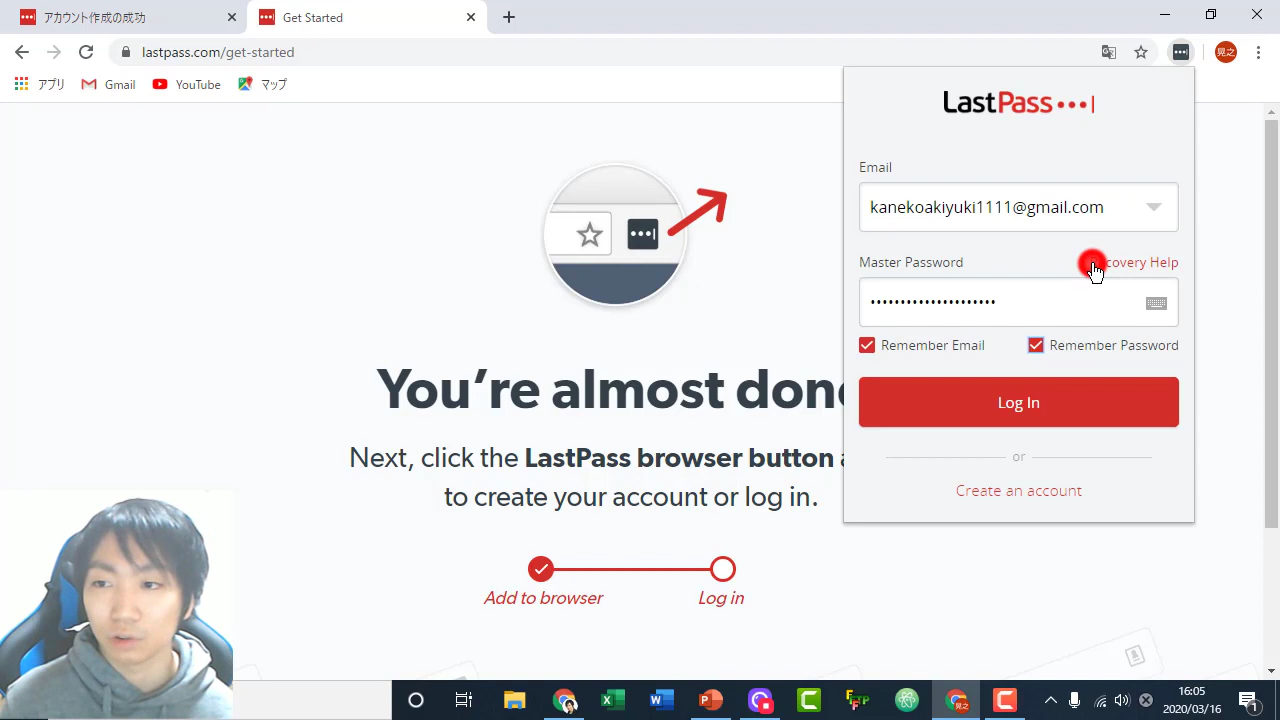 アカウント作成の成功
Get Started
lastpass.com/get-started
晃之
アプリ
Gmail
YouTube
マップ
LastPass
Email
kanekoakiyuki1111@gmail.com
Master Password
covery Help
•••••••••••••••••••••
Remember Email
Remember Password
Log In
or
Create an account
You're almost don
Next, click the LastPass browser button
to create your account or log in.
Add to browser
Log in
16:05
2020/03/16